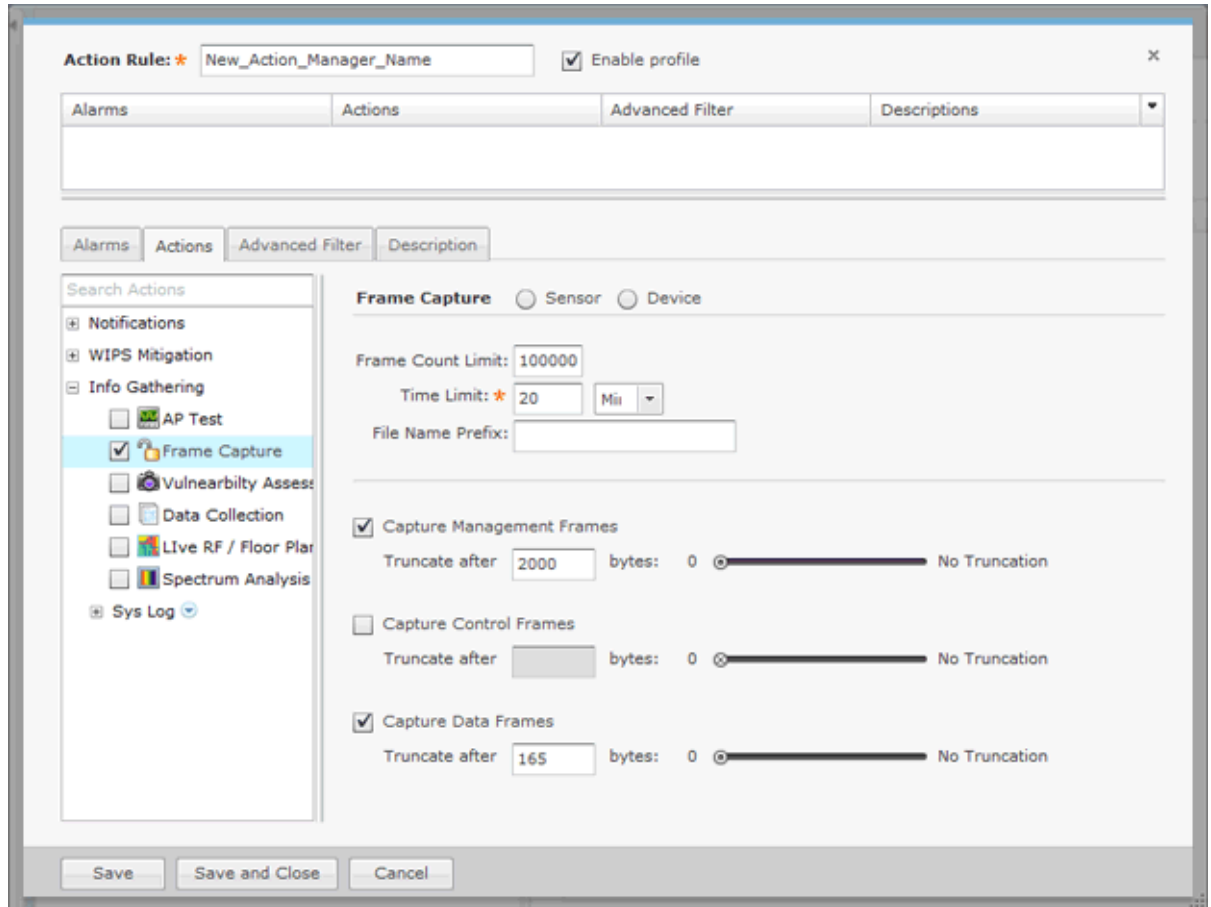 Action Rule: * New_Action_Manager_Name Enable profile ×
Alarms Actions Advanced Filter Descriptions
Alarms Actions Advanced Filter Description
Search Actions
Notifications
WIPS Mitigation
Info Gathering
AP Test
Frame Capture
Vulnearbilty Assess
Data Collection
LIve RF / Floor Plan
Spectrum Analysis
Sys Log
Frame Capture Sensor Device
Frame Count Limit: 100000
Time Limit: * 20 Min
File Name Prefix:
Capture Management Frames
Truncate after 2000 bytes: 0 No Truncation
Capture Control Frames
Truncate after bytes: 0 No Truncation
Capture Data Frames
Truncate after 165 bytes: 0 No Truncation
Save Save and Close Cancel